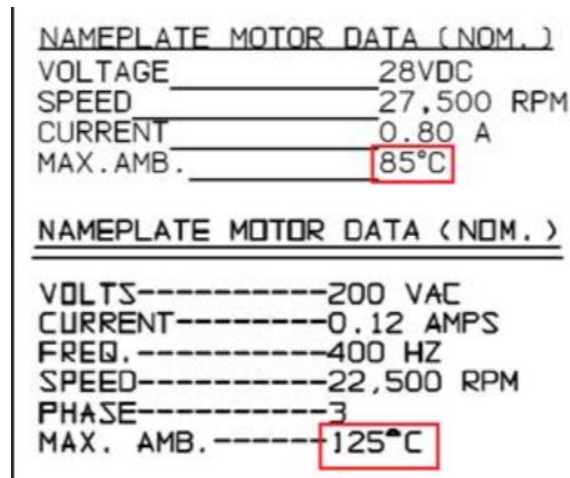 NAMEPLATE MOTOR DATA (NOM.)
VOLTAGE 28VDC
SPEED 27,500 RPM
CURRENT 0.80 A
MAX.AMB. 85°C
NAMEPLATE MOTOR DATA (NOM.)
VOLTS----------200 VAC
CURRENT--------0.12 AMPS
FREQ.----------400 HZ
SPEED----------22,500 RPM
PHASE----------3
MAX. AMB.------125°C